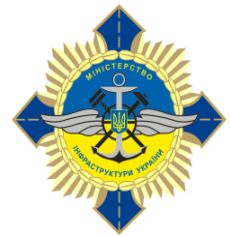 МІНІСТЕРСТВО
ІНФРАСТРУКТУРИ УКРАЇНИ